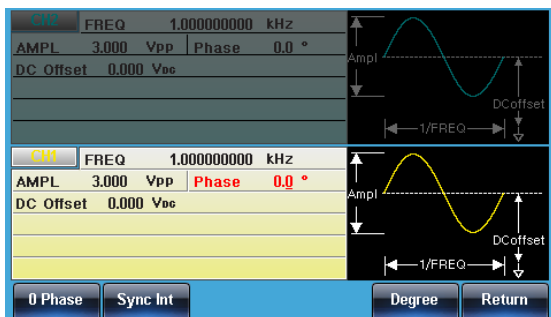 CH2 FREQ 1.000000000 kHz
AMPL 3.000 Vpp Phase 0.0 °
DC Offset 0.000 VDC
Ampl
DCoffset
1/FREQ
CH1 FREQ 1.000000000 kHz
AMPL 3.000 Vpp Phase 0.0 °
DC Offset 0.000 VDC
Ampl
DCoffset
1/FREQ
0 Phase Sync Int Degree Return